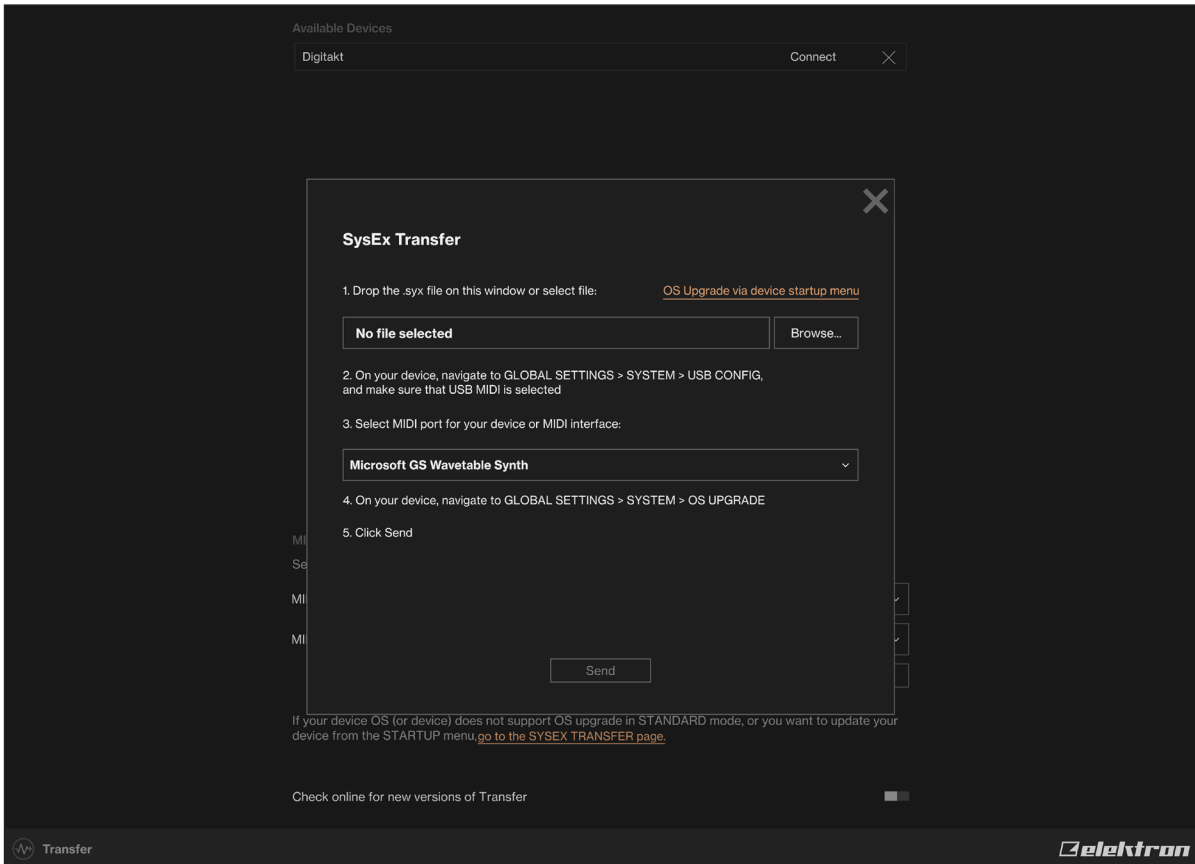 Available Devices
Digitakt Connect
SysEx Transfer
1. Drop the .syx file on this window or select file: OS Upgrade via device startup menu
No file selected Browse...
2. On your device, navigate to GLOBAL SETTINGS > SYSTEM > USB CONFIG,
and make sure that USB MIDI is selected
3. Select MIDI port for your device or MIDI interface:
Microsoft GS Wavetable Synth
4. On your device, navigate to GLOBAL SETTINGS > SYSTEM > OS UPGRADE
MI
5. Click Send
Se
MI
MI
Send
If your device OS (or device) does not support OS upgrade in STANDARD mode, or you want to update your
device from the STARTUP menu, go to the SYSEX TRANSFER page.
Check online for new versions of Transfer
Transfer elektron